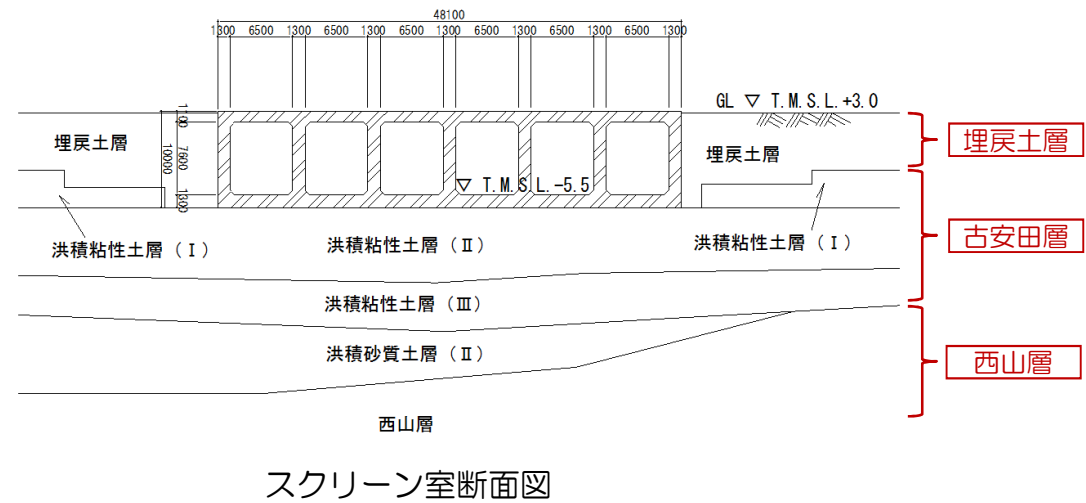 48100
1300 6500 1300 6500 1300 6500 1300 6500 1300 6500 1300 6500 1300
GL ▽ T.M.S.L.+3.0
1100
7600
1300
10000
埋戻土層
埋戻土層
埋戻土層
▽ T.M.S.L.-5.5
洪積粘性土層(Ⅰ)
洪積粘性土層(Ⅱ)
洪積粘性土層(Ⅰ)
古安田層
洪積粘性土層(Ⅲ)
洪積砂質土層(Ⅱ)
西山層
西山層
スクリーン室断面図